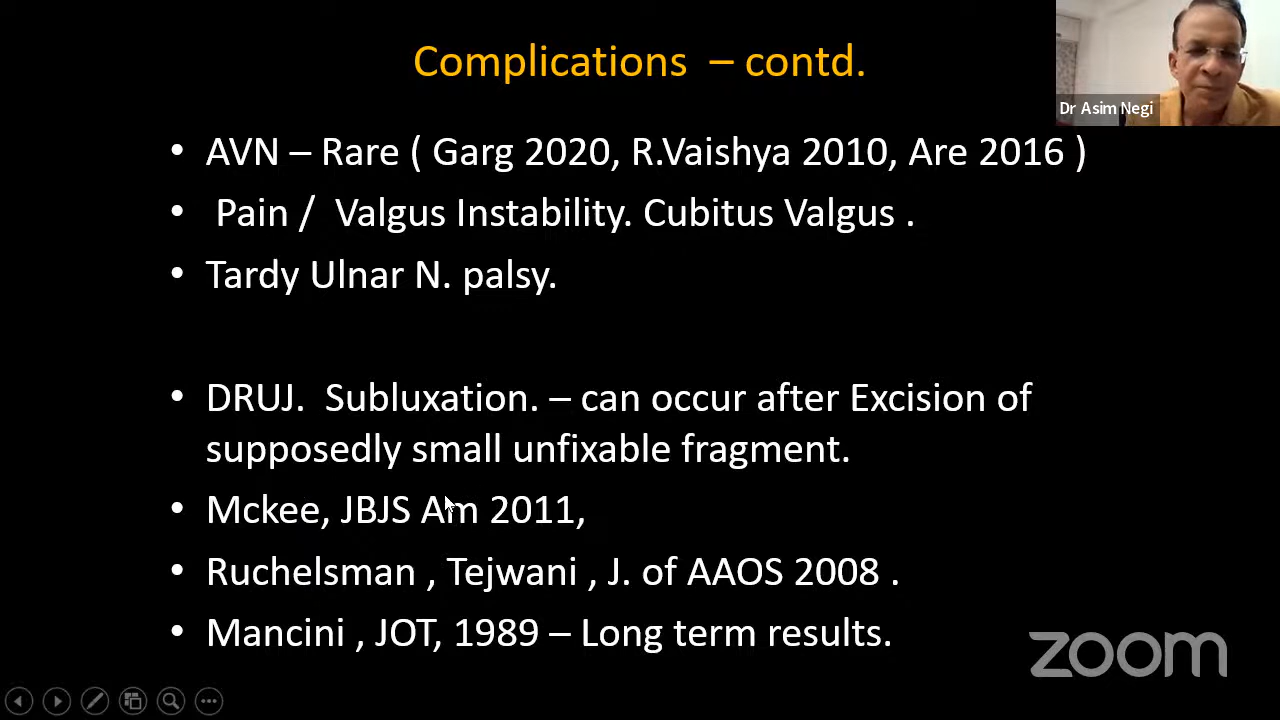 Complications – contd.
Dr Asim Negi
• AVN – Rare ( Garg 2020, R.Vaishya 2010, Are 2016 )
• Pain / Valgus Instability. Cubitus Valgus .
• Tardy Ulnar N. palsy.
• DRUJ. Subluxation. – can occur after Excision of
supposedly small unfixable fragment.
• Mckee, JBJS Am 2011,
• Ruchelsman , Tejwani , J. of AAOS 2008 .
• Mancini , JOT, 1989 – Long term results.
zoom